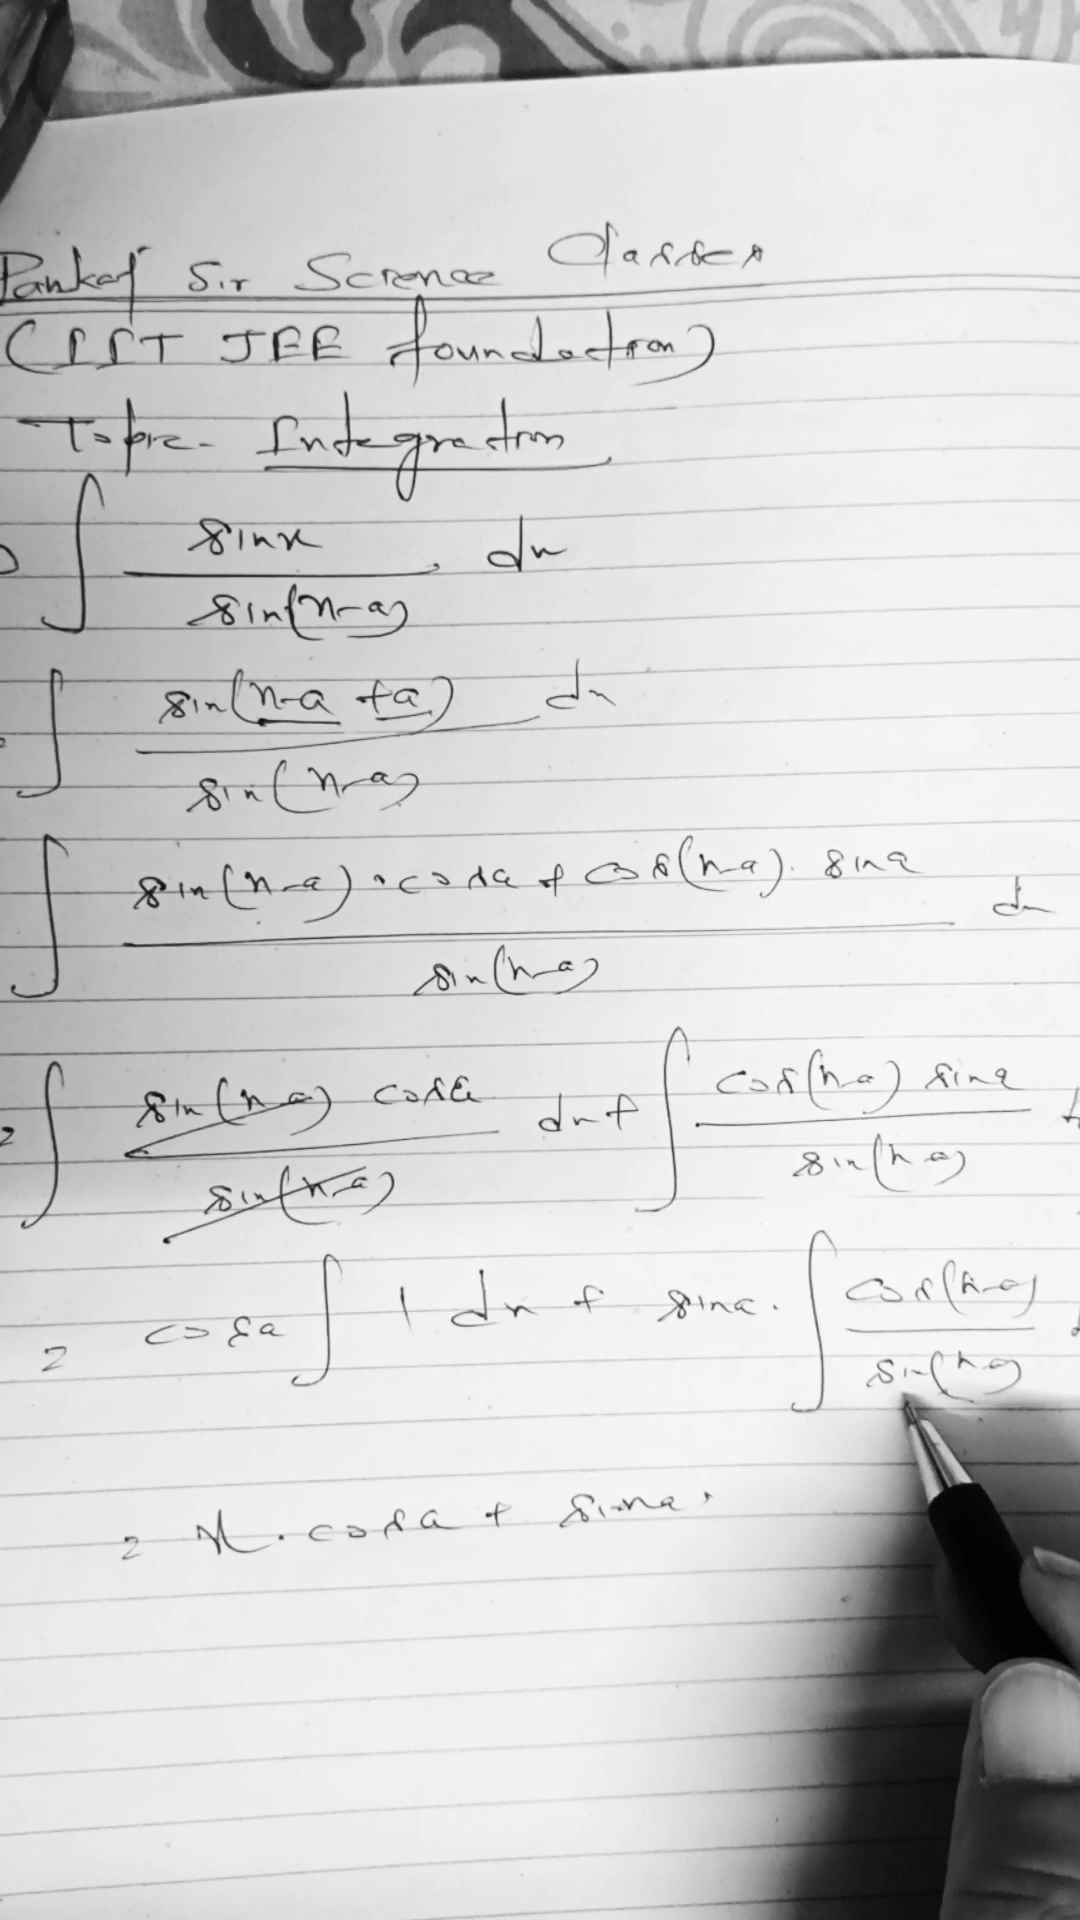 Pankaj Sir Science Classes
(IIT JEE foundation)
Topic- Integration
∫ sinx / sin(x-a) dx
∫ sin(x-a+a) / sin(x-a) dx
∫ sin(x-a)·cosa + cos(x-a)·sina / sin(x-a) dx
= ∫ sin(x-a) cosa / sin(x-a) dx + ∫ cos(x-a) sina / sin(x-a)
= cosa ∫ 1 dx + sina· ∫ cos(x-a) / sin(x-a)
= x·cosa + sina·